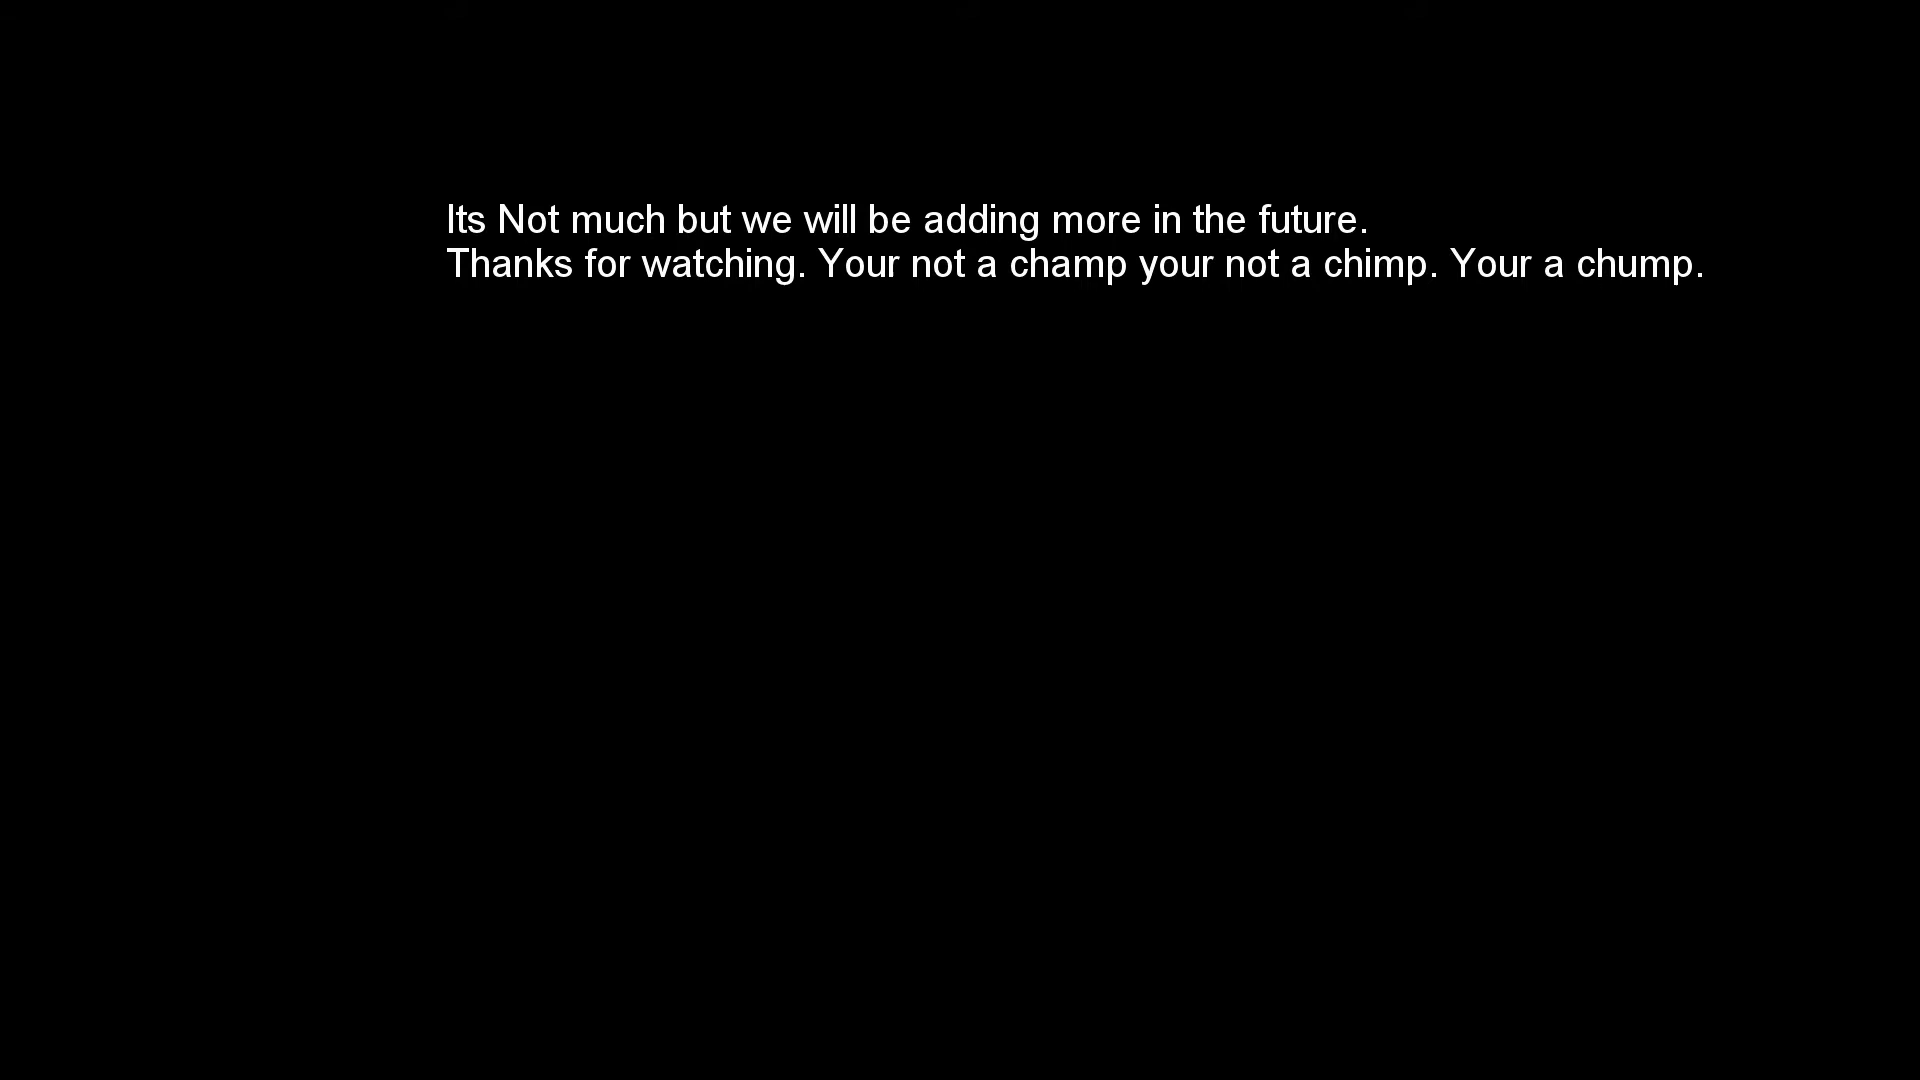 Its Not much but we will be adding more in the future.
Thanks for watching. Your not a champ your not a chimp. Your a chump.